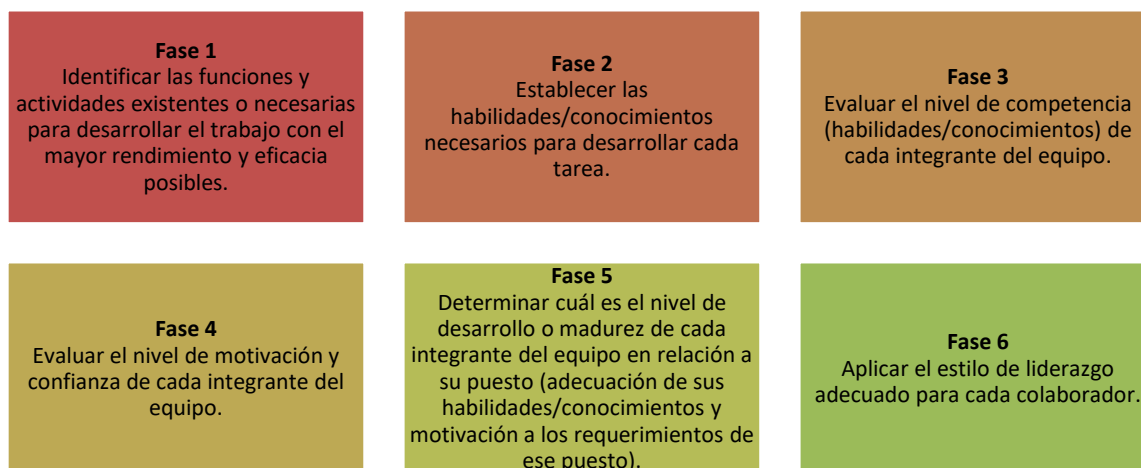 Fase 1
Identificar las funciones y
actividades existentes o necesarias
para desarrollar el trabajo con el
mayor rendimiento y eficacia
posibles.
Fase 2
Establecer las
habilidades/conocimientos
necesarios para desarrollar cada
tarea.
Fase 3
Evaluar el nivel de competencia
(habilidades/conocimientos) de
cada integrante del equipo.
Fase 4
Evaluar el nivel de motivación y
confianza de cada integrante del
equipo.
Fase 5
Determinar cuál es el nivel de
desarrollo o madurez de cada
integrante del equipo en relación a
su puesto (adecuación de sus
habilidades/conocimientos y
motivación a los requerimientos de
ese puesto).
Fase 6
Aplicar el estilo de liderazgo
adecuado para cada colaborador.